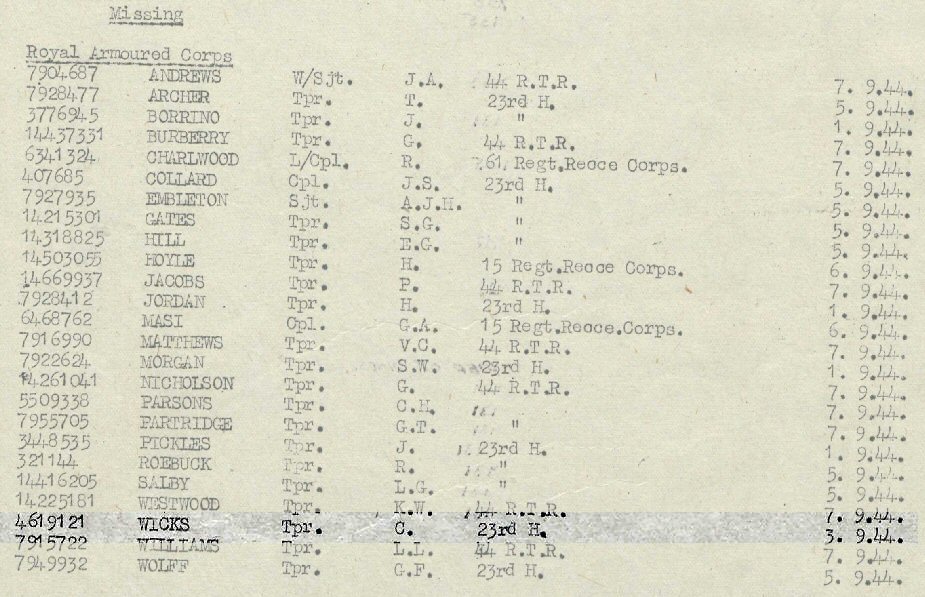 Missing
Royal Armoured Corps
7904687 ANDREWS W/Sjt. J.A. 44 R.T.R. 7. 9.44.
7928477 ARCHER Tpr. T. 23rd H. 5. 9.44.
3776945 BORRINO Tpr. J. " 1. 9.44.
14437331 BURBERRY Tpr. G. 44 R.T.R. 7. 9.44.
6341324 CHARLWOOD L/Cpl. R. 61 Regt.Recce Corps. 7. 9.44.
407685 COLLARD Cpl. J.S. 23rd H. 5. 9.44.
7927935 EMBLETON Sjt. A.J.H. " 5. 9.44.
14215301 GATES Tpr. S.G. " 5. 9.44.
14318825 HILL Tpr. E.G. " 5. 9.44.
14503055 HOYLE Tpr. H. 15 Regt.Recce Corps. 6. 9.44.
14669937 JACOBS Tpr. P. 44 R.T.R. 7. 9.44.
7928412 JORDAN Tpr. H. 23rd H. 1. 9.44.
6468762 MASI Cpl. G.A. 15 Regt.Recce.Corps. 6. 9.44.
7916990 MATTHEWS Tpr. V.C. 44 R.T.R. 7. 9.44.
7922624 MORGAN Tpr. S.W. 23rd H. 1. 9.44.
14261041 NICHOLSON Tpr. G. 44 R.T.R. 7. 9.44.
5509338 PARSONS Tpr. C.H. 7. 9.44.
7955705 PARTRIDGE Tpr. G.T. " 7. 9.44.
3448535 PICKLES Tpr. J. 23rd H. 1. 9.44.
321144 ROEBUCK Tpr. R. " 5. 9.44.
14416205 SALBY Tpr. L.G. " 5. 9.44.
14225181 WESTWOOD Tpr. K.W. 44 R.T.R. 7. 9.44.
4619121 WICKS Tpr. C. 23rd H. 3. 9.44.
7915722 WILLIAMS Tpr. L.L. 44 R.T.R. 7. 9.44.
7949932 WOLFF Tpr. G.F. 23rd H. 5. 9.44.